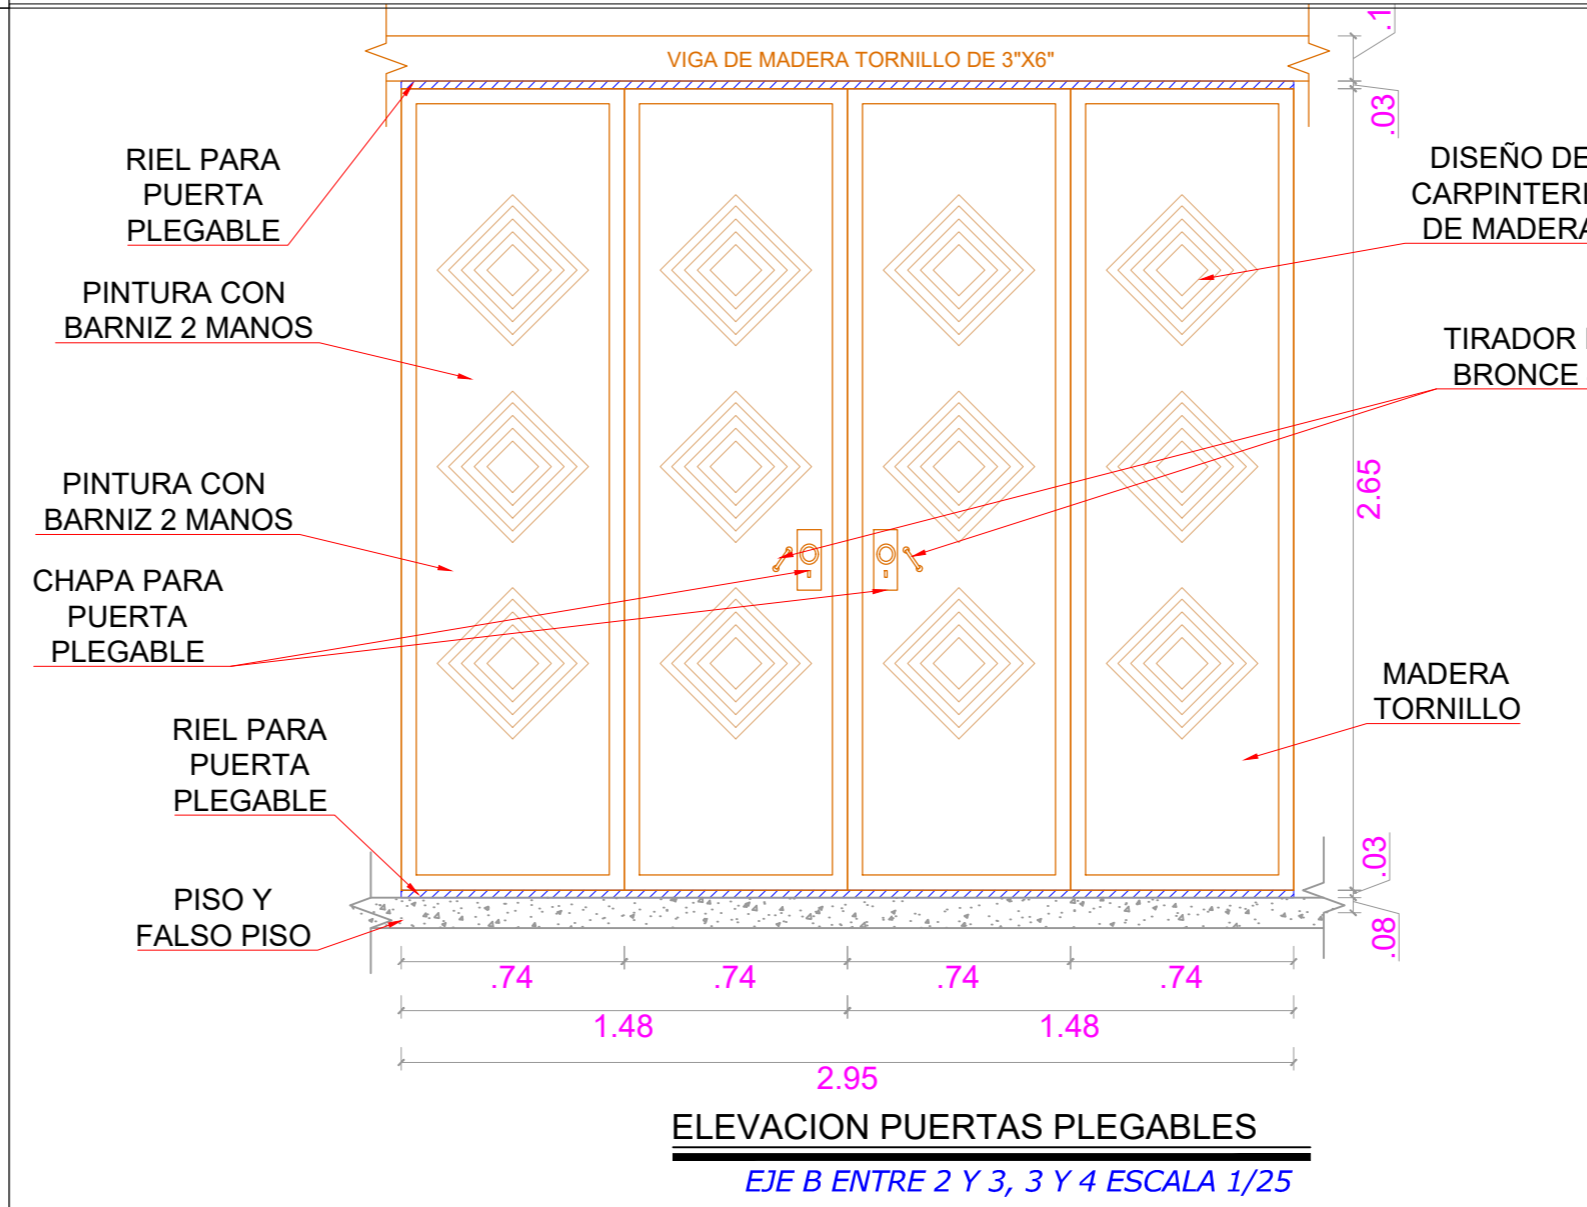 .1
VIGA DE MADERA TORNILLO DE 3"X6"
.03
RIEL PARA
PUERTA
PLEGABLE
DISEÑO DE
CARPINTERI
DE MADERA
PINTURA CON
BARNIZ 2 MANOS
TIRADOR
BRONCE
2.65
PINTURA CON
BARNIZ 2 MANOS
CHAPA PARA
PUERTA
PLEGABLE
MADERA
TORNILLO
RIEL PARA
PUERTA
PLEGABLE
.03
PISO Y
FALSO PISO
.08
.74 .74 .74 .74
1.48 1.48
2.95
ELEVACION PUERTAS PLEGABLES
EJE B ENTRE 2 Y 3, 3 Y 4 ESCALA 1/25